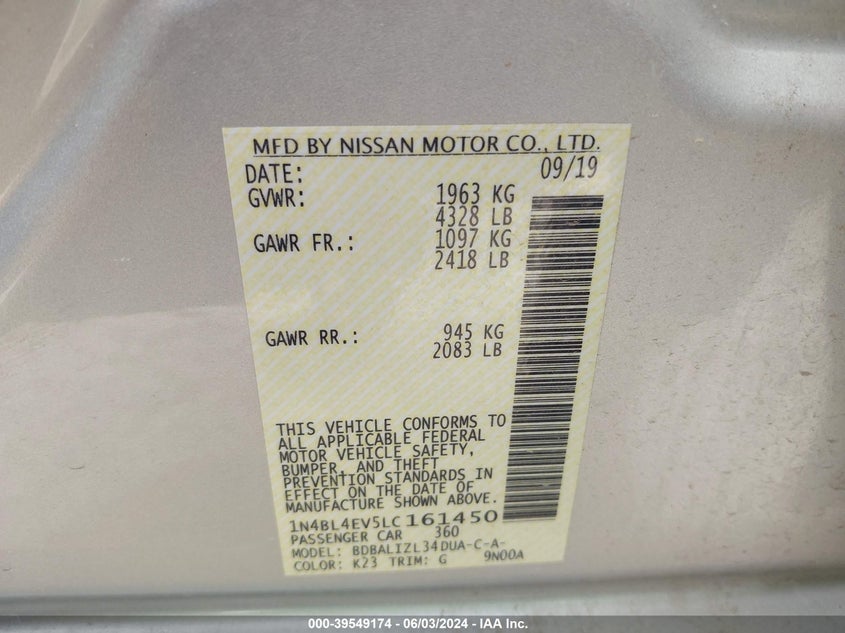 MFD BY NISSAN MOTOR CO., LTD.
DATE: 09/19
GVWR: 1963 KG
4328 LB
GAWR FR.: 1097 KG
2418 LB
GAWR RR.: 945 KG
2083 LB
THIS VEHICLE CONFORMS TO
ALL APPLICABLE FEDERAL
MOTOR VEHICLE SAFETY,
BUMPER, AND THEFT
PREVENTION STANDARDS IN
EFFECT ON THE DATE OF
MANUFACTURE SHOWN ABOVE.
1N4BL4EV5LC161450
PASSENGER CAR 360
MODEL: BDBALIZL34DUA-C-A-
COLOR: K23 TRIM: G 9N00A
000-39549174 - 06/03/2024 - IAA Inc.